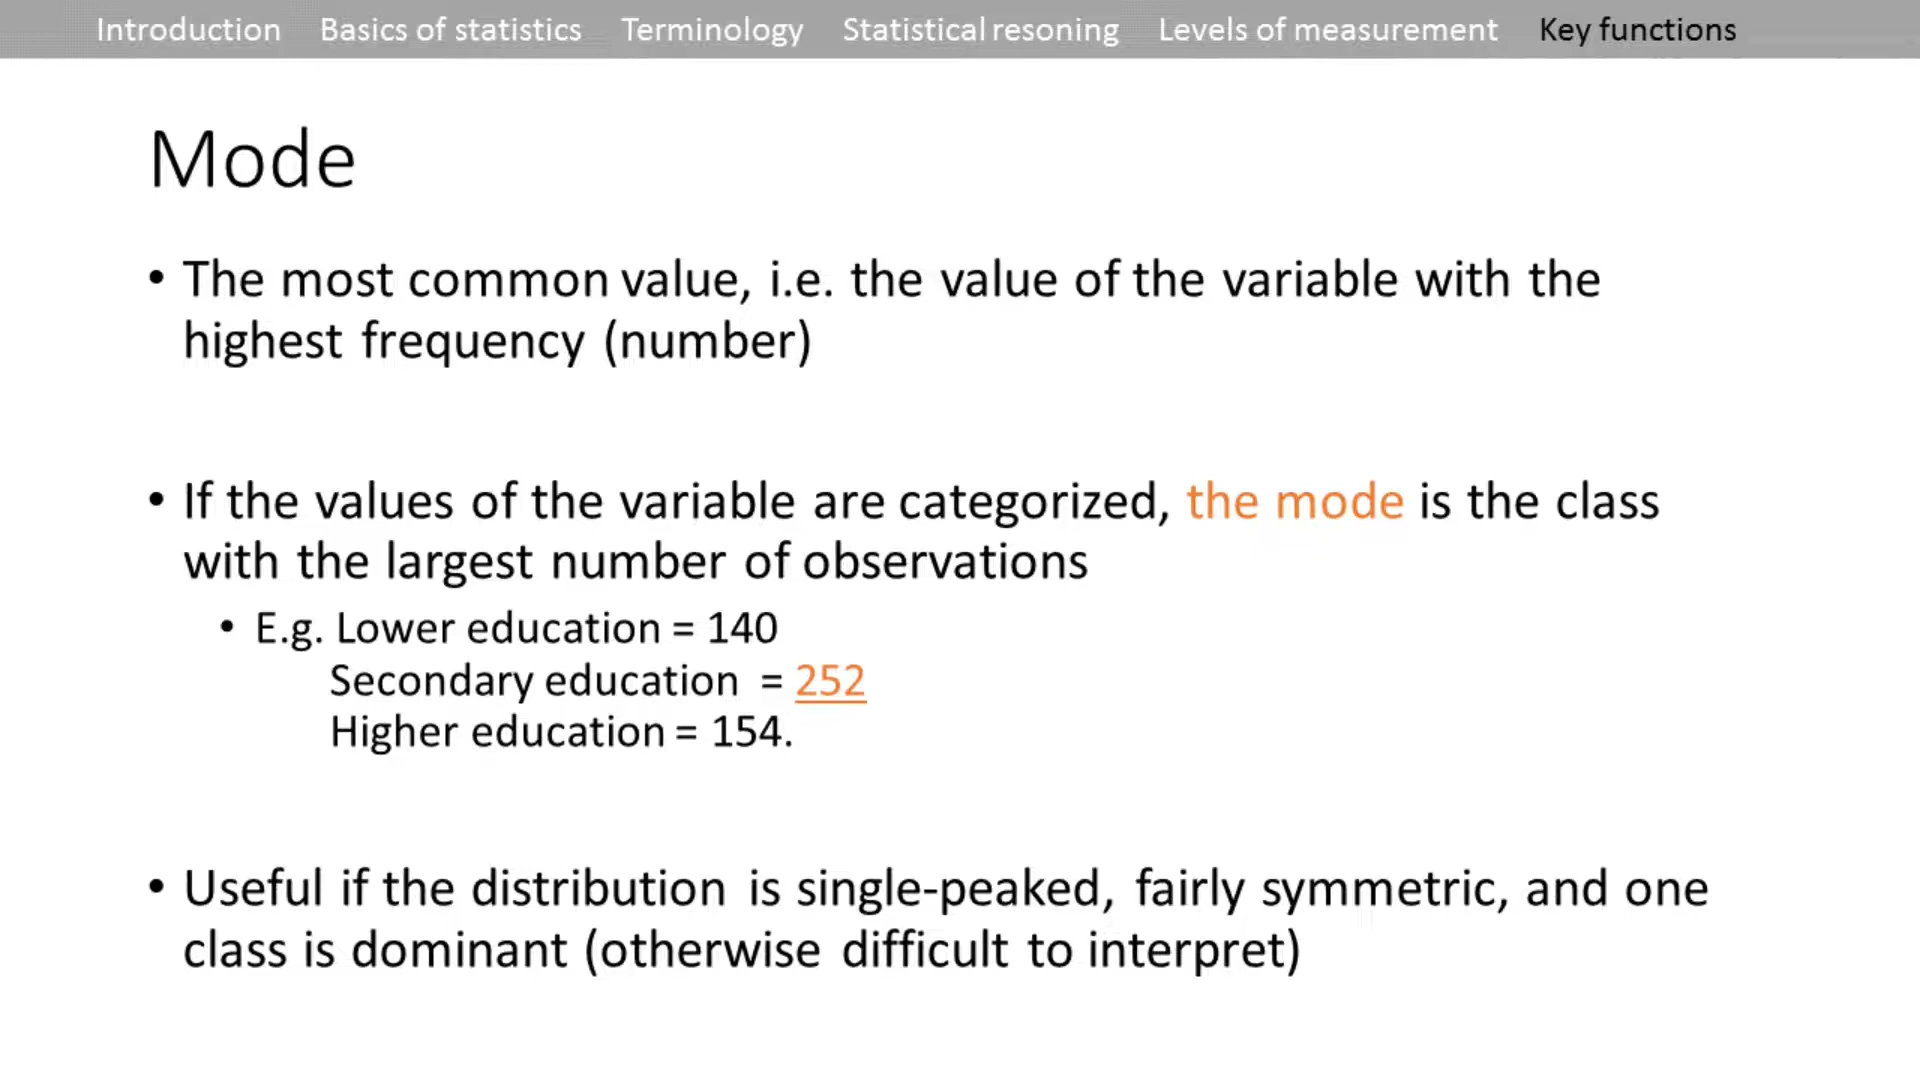 Introduction Basics of statistics Terminology Statistical resoning Levels of measurement Key functions
Mode
• The most common value, i.e. the value of the variable with the
highest frequency (number)
• If the values of the variable are categorized, the mode is the class
with the largest number of observations
• E.g. Lower education = 140
Secondary education = 252
Higher education = 154.
• Useful if the distribution is single-peaked, fairly symmetric, and one
class is dominant (otherwise difficult to interpret)